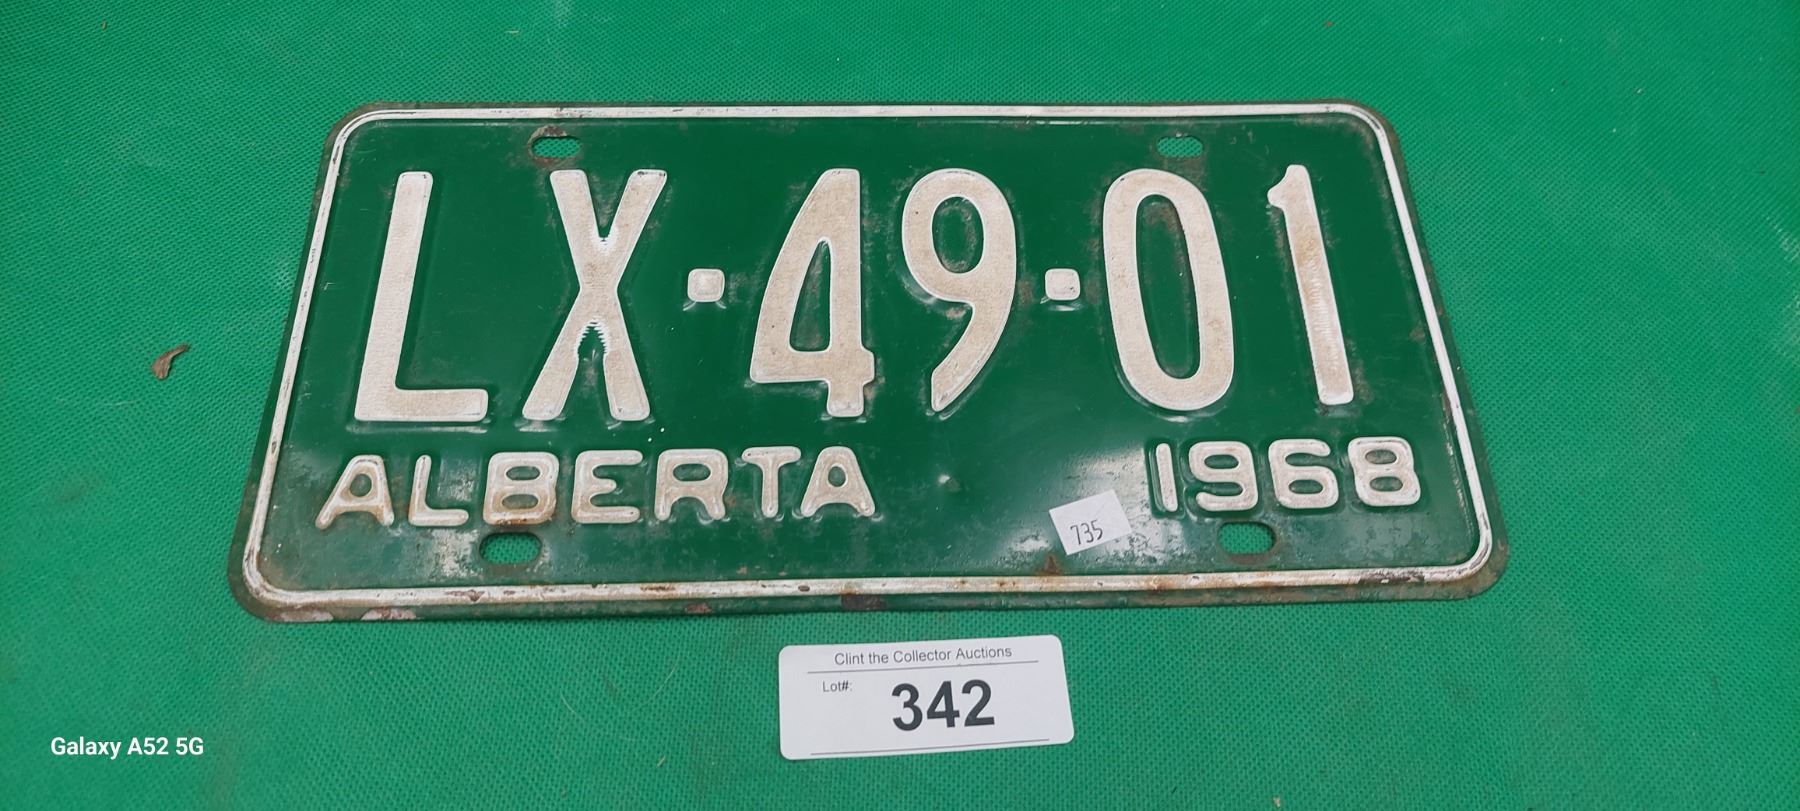 LX·49·01
ALBERTA 1968
735
Clint the Collector Auctions
Lot#: 342
Galaxy A52 5G